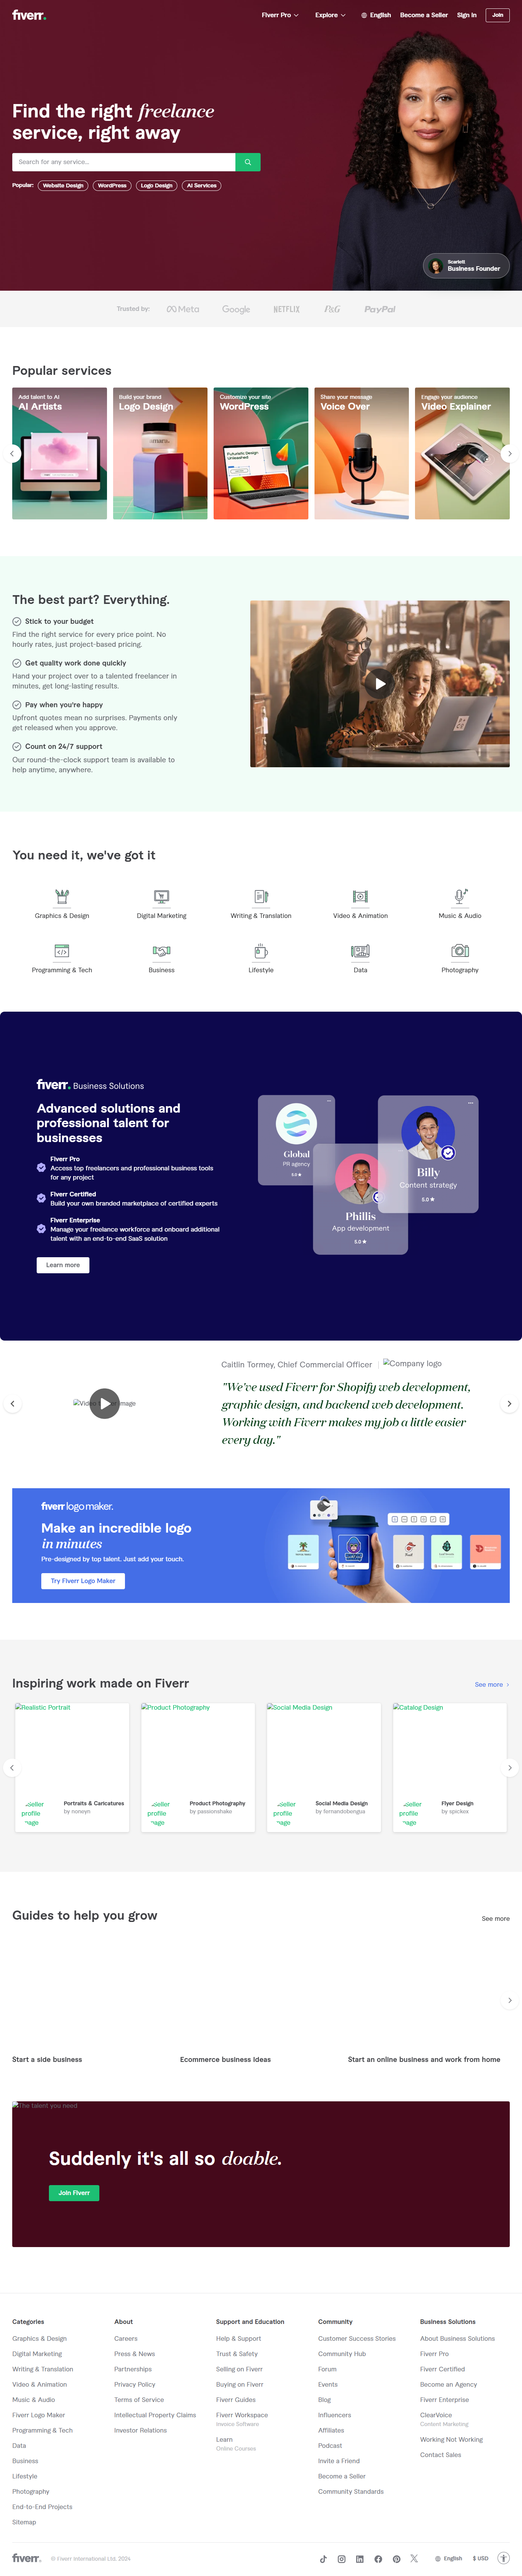 fiverr.
Fiverr Pro
Explore
English
Become a Seller
Sign in
Join
Find the right freelance
service, right away
Search for any service...
Popular:
Website Design
WordPress
Logo Design
AI Services
Scarlett
Business Founder
Trusted by:
Meta
Google
NETFLIX
P&G
PayPal
Popular services
Add talent to AI
AI Artists
Build your brand
Logo Design
Customize your site
WordPress
Share your message
Voice Over
Engage your audience
Video Explainer
The best part? Everything.
Stick to your budget
Find the right service for every price point. No
hourly rates, just project-based pricing.
Get quality work done quickly
Hand your project over to a talented freelancer in
minutes, get long-lasting results.
Pay when you're happy
Upfront quotes mean no surprises. Payments only
get released when you approve.
Count on 24/7 support
Our round-the-clock support team is available to
help anytime, anywhere.
You need it, we've got it
Graphics & Design
Digital Marketing
Writing & Translation
Video & Animation
Music & Audio
Programming & Tech
Business
Lifestyle
Data
Photography
fiverr. Business Solutions
Advanced solutions and
professional talent for
businesses
Fiverr Pro
Access top freelancers and professional business tools
for any project
Fiverr Certified
Build your own branded marketplace of certified experts
Fiverr Enterprise
Manage your freelance workforce and onboard additional
talent with an end-to-end SaaS solution
Learn more
Global
PR agency
5.0
Phillis
App development
5.0
Billy
Content strategy
5.0
Caitlin Tormey, Chief Commercial Officer
Company logo
"We've used Fiverr for Shopify web development,
graphic design, and backend web development.
Working with Fiverr makes my job a little easier
every day."
fiverr logo maker.
Make an incredible logo
in minutes
Pre-designed by top talent. Just add your touch.
Try Fiverr Logo Maker
Inspiring work made on Fiverr
See more
Realistic Portrait
Portraits & Caricatures
by noneyn
Product Photography
Product Photography
by passionshake
Social Media Design
Social Media Design
by fernandobengua
Catalog Design
Flyer Design
by spickex
Guides to help you grow
See more
Start a side business
Ecommerce business ideas
Start an online business and work from home
The talent you need
Suddenly it's all so doable.
Join Fiverr
Categories
Graphics & Design
Digital Marketing
Writing & Translation
Video & Animation
Music & Audio
Fiverr Logo Maker
Programming & Tech
Data
Business
Lifestyle
Photography
End-to-End Projects
Sitemap
About
Careers
Press & News
Partnerships
Privacy Policy
Terms of Service
Intellectual Property Claims
Investor Relations
Support and Education
Help & Support
Trust & Safety
Selling on Fiverr
Buying on Fiverr
Fiverr Guides
Fiverr Workspace
Invoice Software
Learn
Online Courses
Community
Customer Success Stories
Community Hub
Forum
Events
Blog
Influencers
Affiliates
Podcast
Invite a Friend
Become a Seller
Community Standards
Business Solutions
About Business Solutions
Fiverr Pro
Fiverr Certified
Become an Agency
Fiverr Enterprise
ClearVoice
Content Marketing
Working Not Working
Contact Sales
fiverr.
© Fiverr International Ltd. 2024
English
$ USD